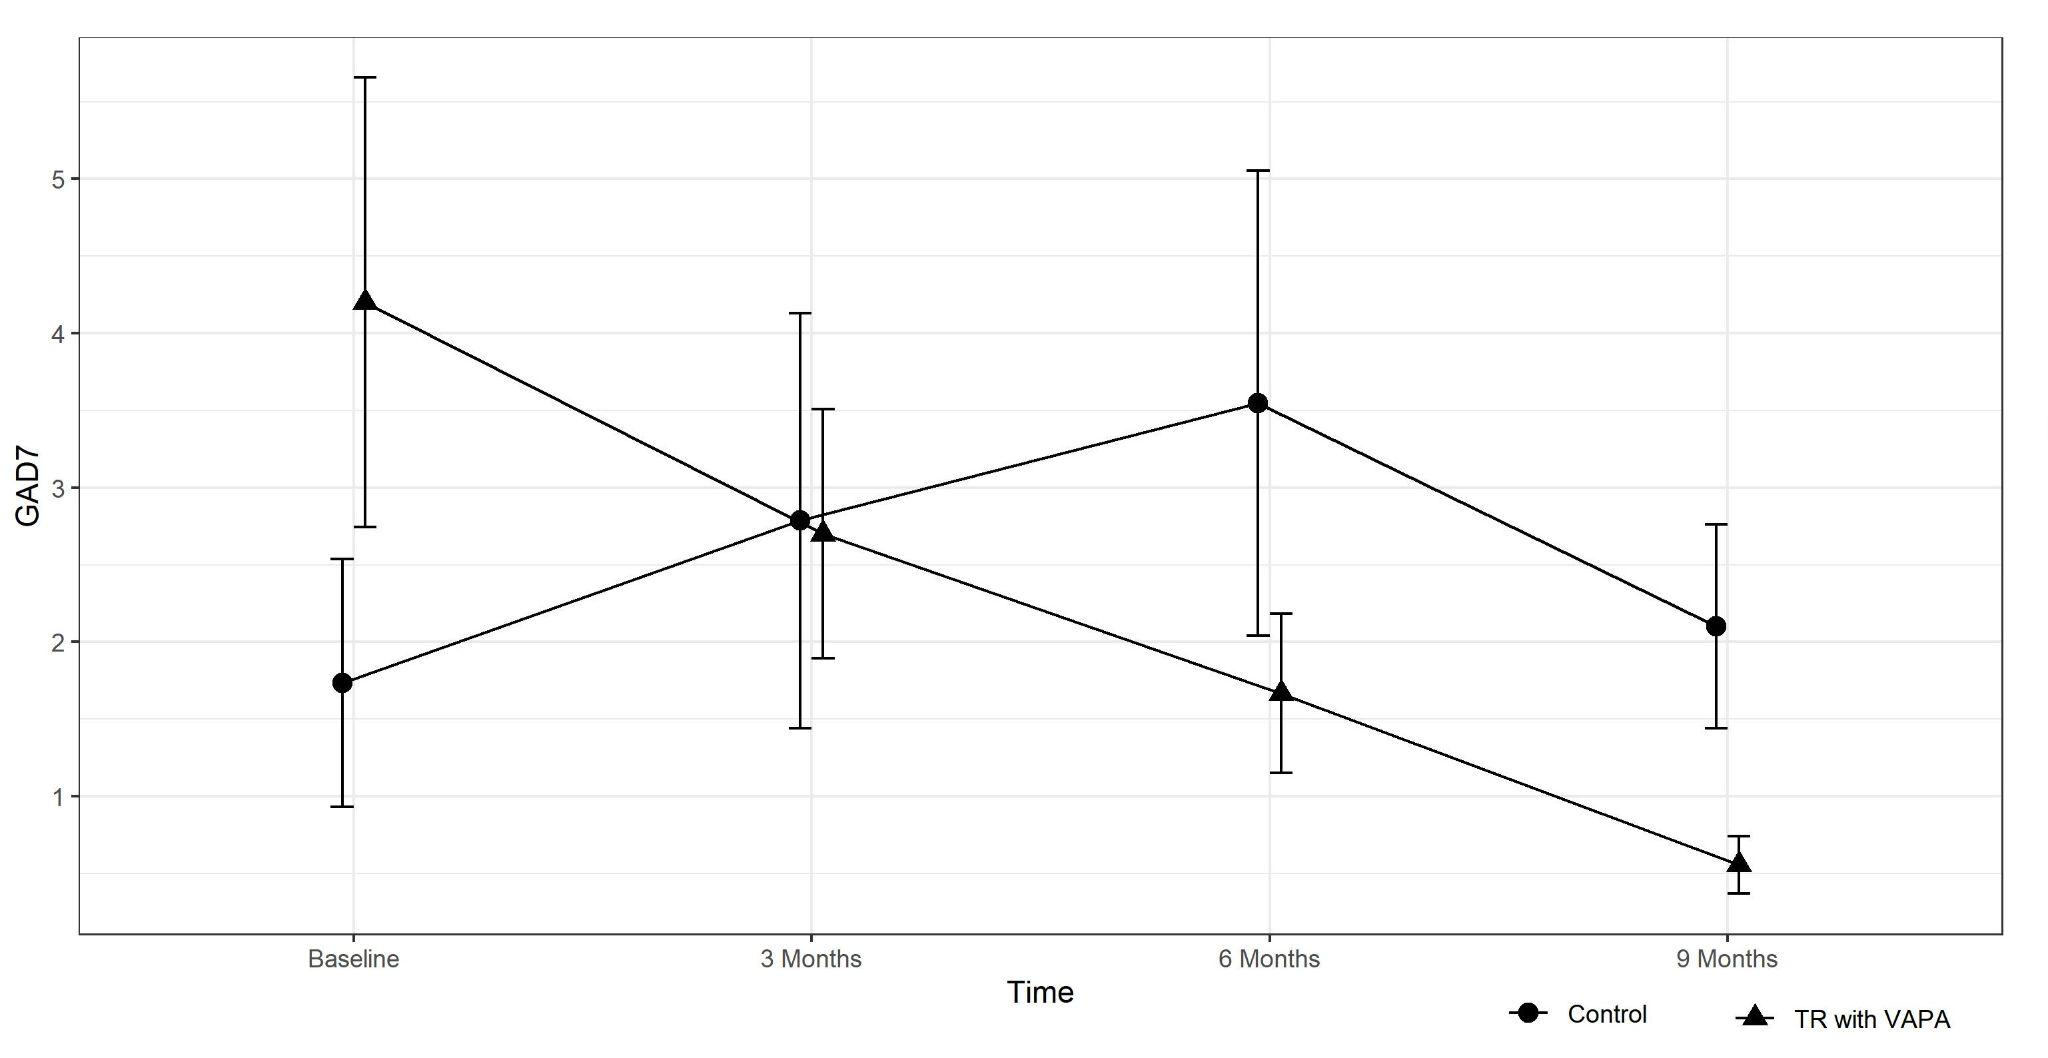 GAD7
5
4
3
2
1
Baseline
3 Months
6 Months
9 Months
Time
Control
TR with VAPA